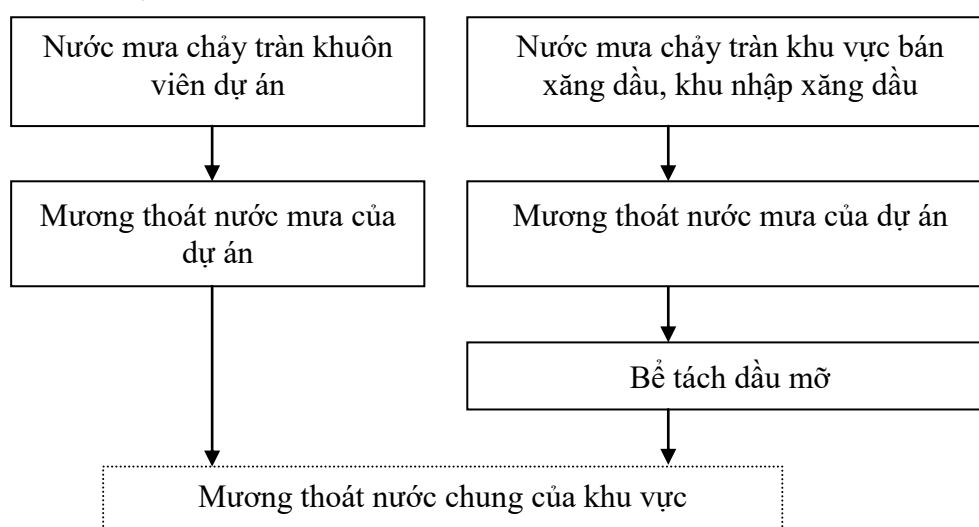 Nước mưa chảy tràn khuôn
viên dự án
Nước mưa chảy tràn khu vực bán
xăng dầu, khu nhập xăng dầu
Mương thoát nước mưa của
dự án
Mương thoát nước mưa của dự án
Bể tách dầu mỡ
Mương thoát nước chung của khu vực